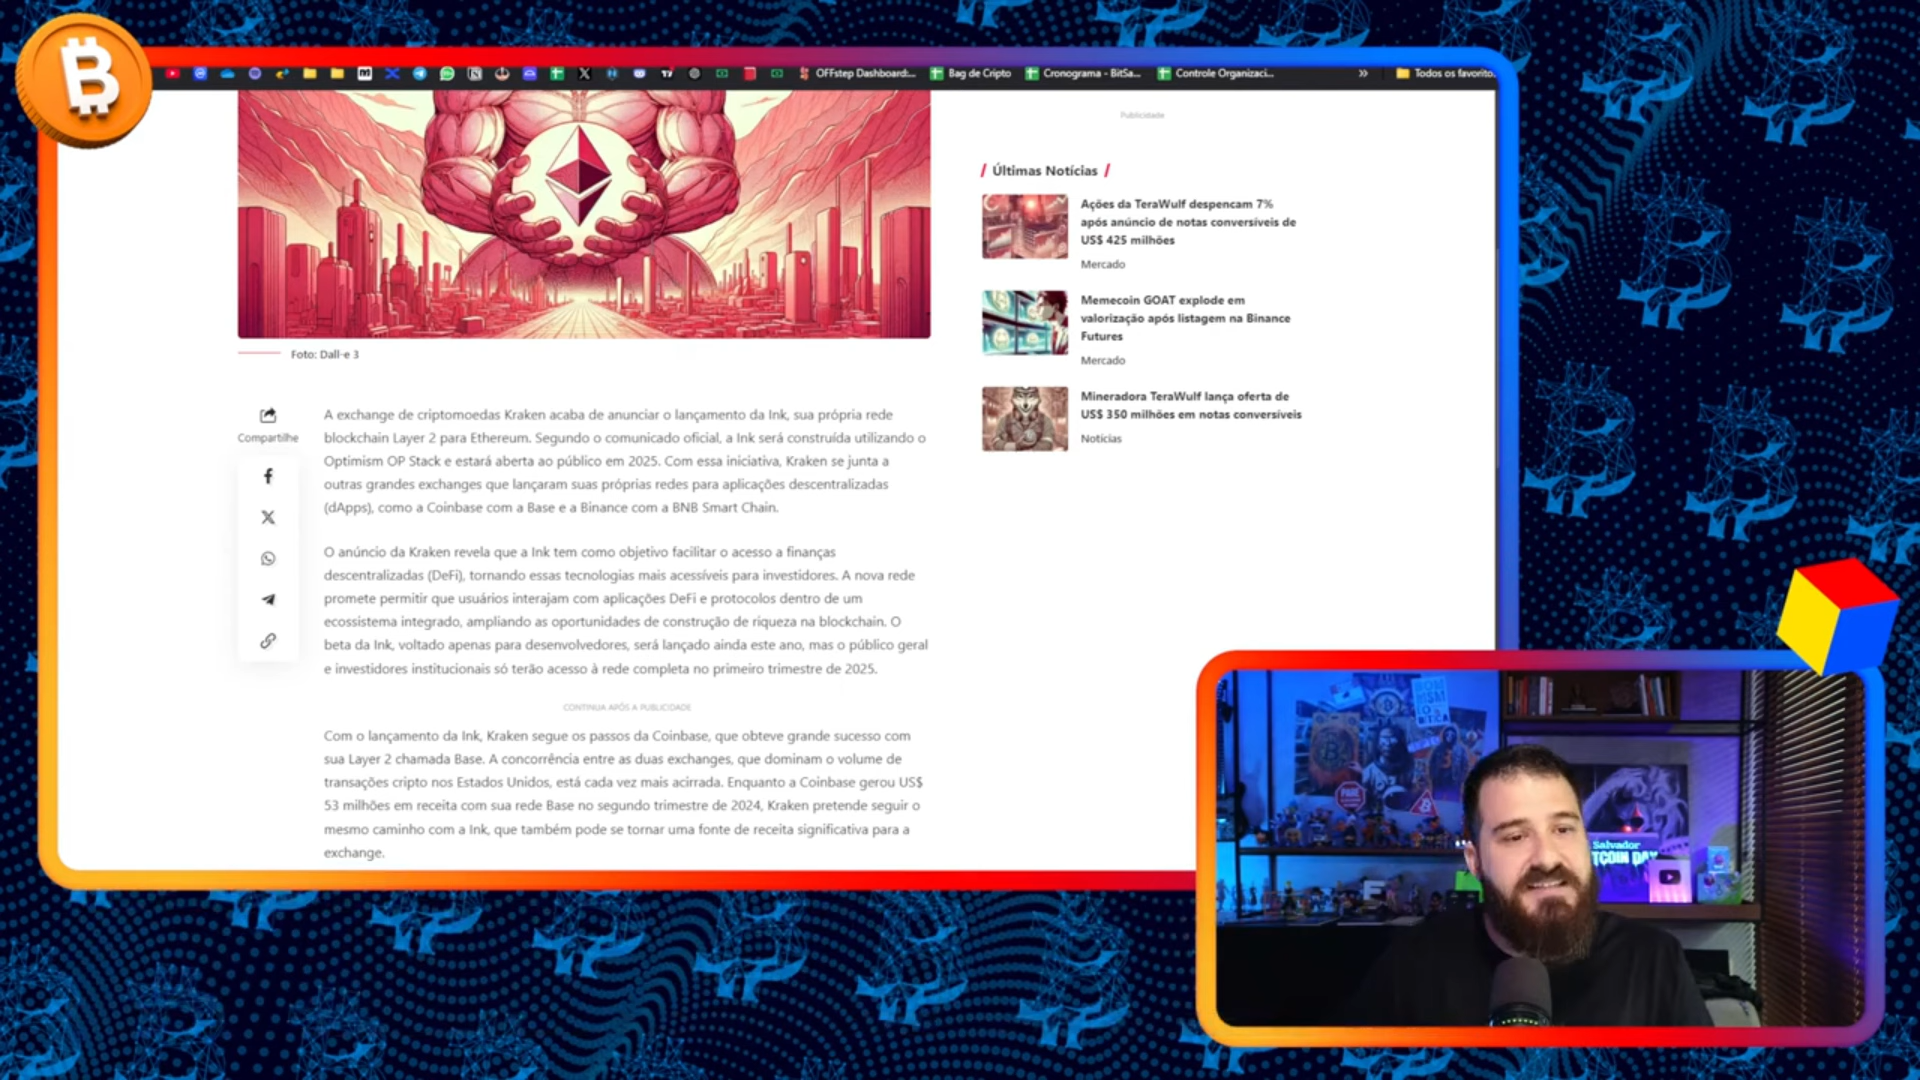 OFFstep Dashboard:...
Bag de Cripto
Cronograma - BitSa...
Controle Organizaci...
»
Todos os favorito
Publicidade
/ Últimas Notícias /
Ações da TeraWulf despencam 7%
após anúncio de notas conversíveis de
US$ 425 milhões
Mercado
Memecoin GOAT explode em
valorização após listagem na Binance
Futures
Mercado
Mineradora TeraWulf lança oferta de
US$ 350 milhões em notas conversíveis
Notícias
Foto: Dall-e 3
Compartilhe
A exchange de criptomoedas Kraken acaba de anunciar o lançamento da Ink, sua própria rede
blockchain Layer 2 para Ethereum. Segundo o comunicado oficial, a Ink será construída utilizando o
Optimism OP Stack e estará aberta ao público em 2025. Com essa iniciativa, Kraken se junta a
outras grandes exchanges que lançaram suas próprias redes para aplicações descentralizadas
(dApps), como a Coinbase com a Base e a Binance com a BNB Smart Chain.
O anúncio da Kraken revela que a Ink tem como objetivo facilitar o acesso a finanças
descentralizadas (DeFi), tornando essas tecnologias mais acessíveis para investidores. A nova rede
promete permitir que usuários interajam com aplicações DeFi e protocolos dentro de um
ecossistema integrado, ampliando as oportunidades de construção de riqueza na blockchain. O
beta da Ink, voltado apenas para desenvolvedores, será lançado ainda este ano, mas o público geral
e investidores institucionais só terão acesso à rede completa no primeiro trimestre de 2025.
CONTINUA APÓS A PUBLICIDADE
Com o lançamento da Ink, Kraken segue os passos da Coinbase, que obteve grande sucesso com
sua Layer 2 chamada Base. A concorrência entre as duas exchanges, que dominam o volume de
transações cripto nos Estados Unidos, está cada vez mais acirrada. Enquanto a Coinbase gerou US$
53 milhões em receita com sua rede Base no segundo trimestre de 2024, Kraken pretende seguir o
mesmo caminho com a Ink, que também pode se tornar uma fonte de receita significativa para a
exchange.
PARE
Salvador
TCOIN DAY